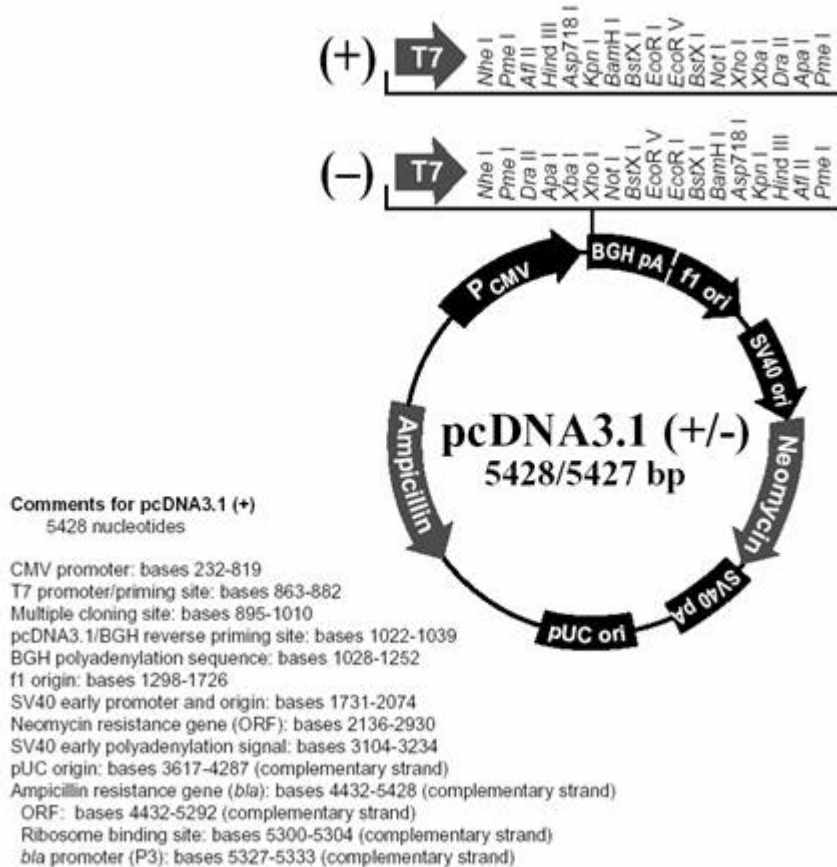 (+) T7 Nhe I Pme I Afl II Hind III Asp718 I Kpn I BamH I BstX I EcoR I EcoR V BstX I Not I Xho I Xba I Dra II Apa I Pme I
(–) T7 Nhe I Pme I Dra II Apa I Xba I Xho I Not I BstX I EcoR V EcoR I BstX I BamH I Asp718 I Kpn I Hind III Afl II Pme I
P CMV
BGH pA
f1 ori
SV40 ori
Neomycin
SV40 pA
pUC ori
Ampicillin
pcDNA3.1 (+/-)
5428/5427 bp
Comments for pcDNA3.1 (+)
5428 nucleotides
CMV promoter: bases 232-819
T7 promoter/priming site: bases 863-882
Multiple cloning site: bases 895-1010
pcDNA3.1/BGH reverse priming site: bases 1022-1039
BGH polyadenylation sequence: bases 1028-1252
f1 origin: bases 1298-1726
SV40 early promoter and origin: bases 1731-2074
Neomycin resistance gene (ORF): bases 2136-2930
SV40 early polyadenylation signal: bases 3104-3234
pUC origin: bases 3617-4287 (complementary strand)
Ampicillin resistance gene (bla): bases 4432-5428 (complementary strand)
ORF: bases 4432-5292 (complementary strand)
Ribosome binding site: bases 5300-5304 (complementary strand)
bla promoter (P3): bases 5327-5333 (complementary strand)